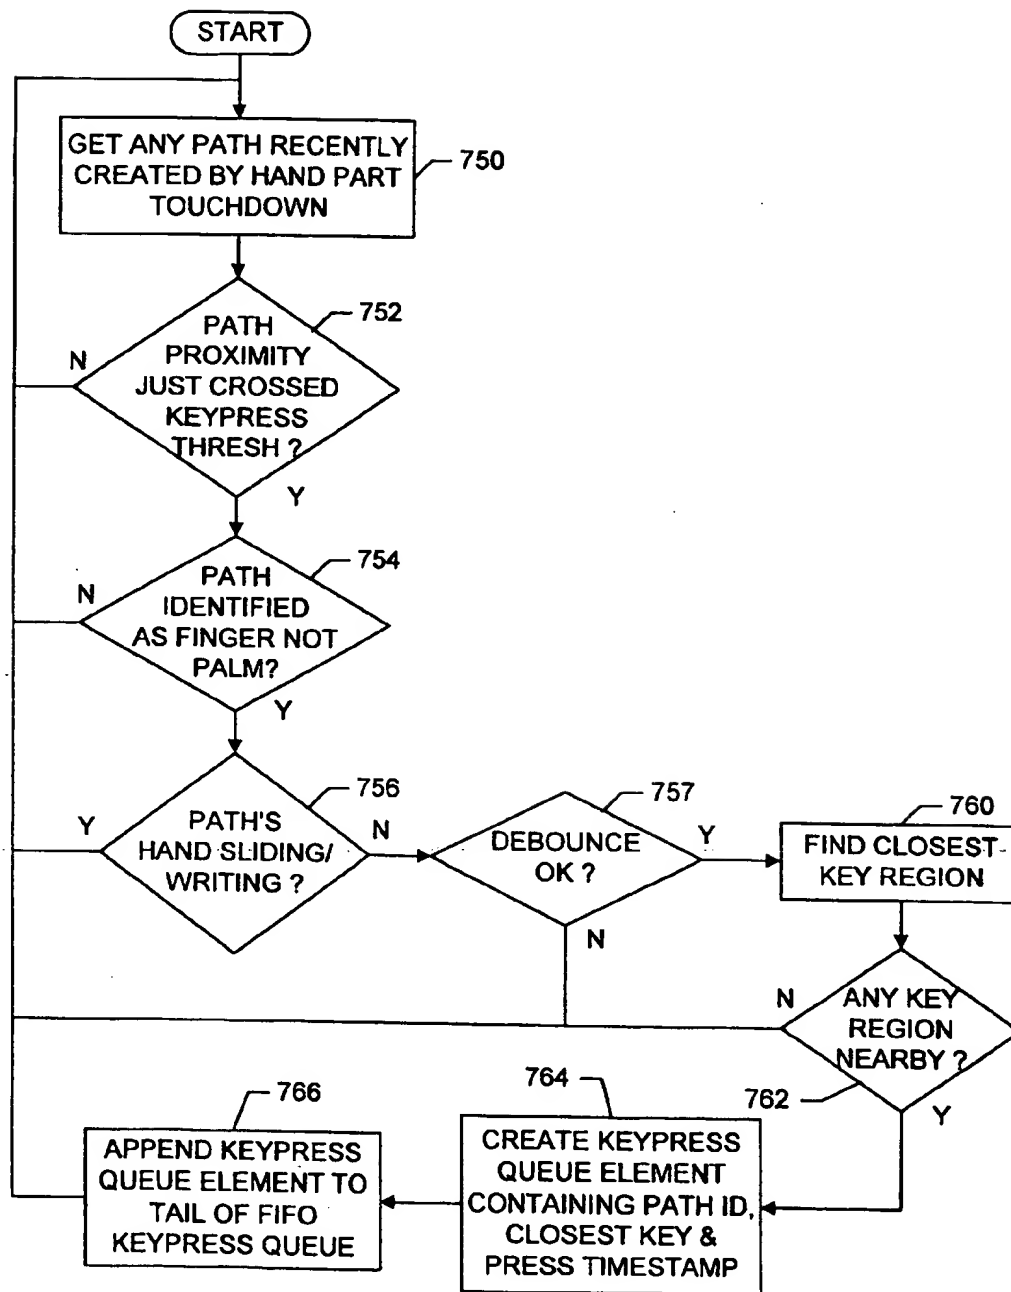 START
GET ANY PATH RECENTLY
CREATED BY HAND PART
TOUCHDOWN
750
752
PATH
PROXIMITY
JUST CROSSED
KEYPRESS
THRESH ?
N
Y
754
PATH
IDENTIFIED
AS FINGER NOT
PALM?
N
Y
756
PATH'S
HAND SLIDING/
WRITING ?
Y
N
757
DEBOUNCE
OK ?
Y
N
760
FIND CLOSEST
KEY REGION
ANY KEY
REGION
NEARBY ?
N
762
Y
764
CREATE KEYPRESS
QUEUE ELEMENT
CONTAINING PATH ID,
CLOSEST KEY &
PRESS TIMESTAMP
766
APPEND KEYPRESS
QUEUE ELEMENT TO
TAIL OF FIFO
KEYPRESS QUEUE